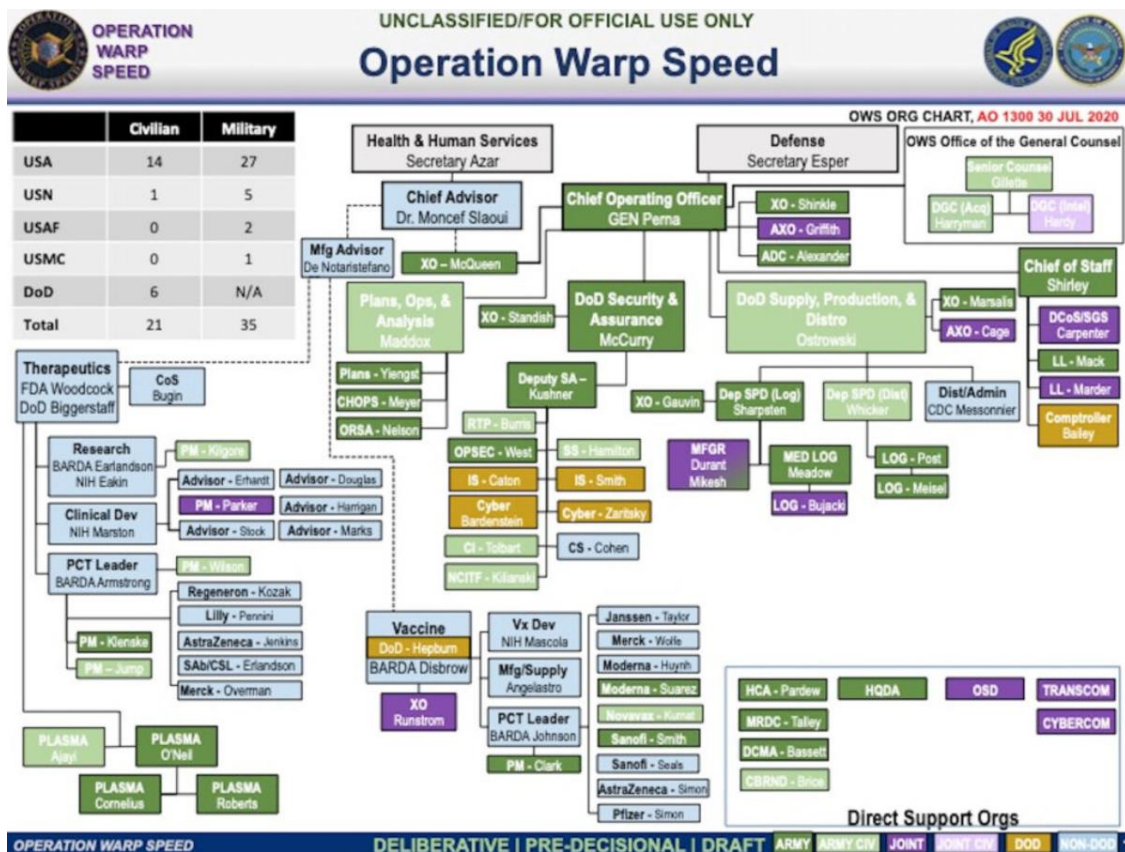 OPERATION
WARP
SPEED
UNCLASSIFIED/FOR OFFICIAL USE ONLY
Operation Warp Speed
OWS ORG CHART, AO 1300 30 JUL 2020
Civilian Military
USA 14 27
USN 1 5
USAF 0 2
USMC 0 1
DoD 6 N/A
Total 21 35
Health & Human Services
Secretary Azar
Defense
Secretary Esper
OWS Office of the General Counsel
Senior Counsel
Gillette
DGC (Acq)
Harryman
DGC (Intel)
Hardy
Chief Advisor
Dr. Moncef Slaoui
Chief Operating Officer
GEN Perna
XO - Shinkle
AXO - Griffith
ADC - Alexander
Mfg Advisor
De Notaristefano
XO – McQueen
Chief of Staff
Shirley
DCoS/SGS
Carpenter
LL - Mack
LL - Marder
Comptroller
Bailey
Plans, Ops, &
Analysis
Maddox
Plans - Yiengst
CHOPS - Meyer
ORSA - Nelson
XO - Standish
DoD Security &
Assurance
McCurry
Deputy SA –
Kushner
RTP - Burris
OPSEC - West
SS - Hamilton
IS - Caton
IS - Smith
Cyber
Bardenstein
Cyber - Zaritsky
CI - Tolbart
CS - Cohen
NCITF - Kilianski
DoD Supply, Production, &
Distro
Ostrowski
XO - Marsalis
AXO - Cage
XO - Gauvin
Dep SPD (Log)
Sharpsten
Dep SPD (Dist)
Whicker
Dist/Admin
CDC Messonnier
MFGR
Durant
Mikesh
MED LOG
Meadow
LOG - Bujacki
LOG - Post
LOG - Meisel
Therapeutics
FDA Woodcock
DoD Biggerstaff
CoS
Bugin
Research
BARDA Earlandson
NIH Eakin
PM - Kilgore
Clinical Dev
NIH Marston
Advisor - Erhardt
Advisor - Douglas
PM - Parker
Advisor - Harrigan
Advisor - Stock
Advisor - Marks
PCT Leader
BARDA Armstrong
PM - Wilson
Regeneron - Kozak
Lilly - Pennini
AstraZeneca - Jenkins
SAb/CSL - Erlandson
Merck - Overman
PM - Klenske
PM – Jump
PLASMA
Ajayi
PLASMA
O'Neil
PLASMA
Cornelius
PLASMA
Roberts
Vaccine
DoD - Hepburn
BARDA Disbrow
XO
Runstrom
Vx Dev
NIH Mascola
Mfg/Supply
Angelastro
PCT Leader
BARDA Johnson
PM - Clark
Janssen - Taylor
Merck - Wolfe
Moderna - Huynh
Moderna - Suarez
Novavax - Kumat
Sanofi - Smith
Sanofi - Seals
AstraZeneca - Simon
Pfizer - Simon
HCA - Pardew
HQDA
OSD
TRANSCOM
MRDC - Talley
CYBERCOM
DCMA - Bassett
CBRND - Brice
Direct Support Orgs
OPERATION WARP SPEED
DELIBERATIVE | PRE-DECISIONAL | DRAFT
ARMY ARMY CIV JOINT JOINT CIV DOD NON-DOD